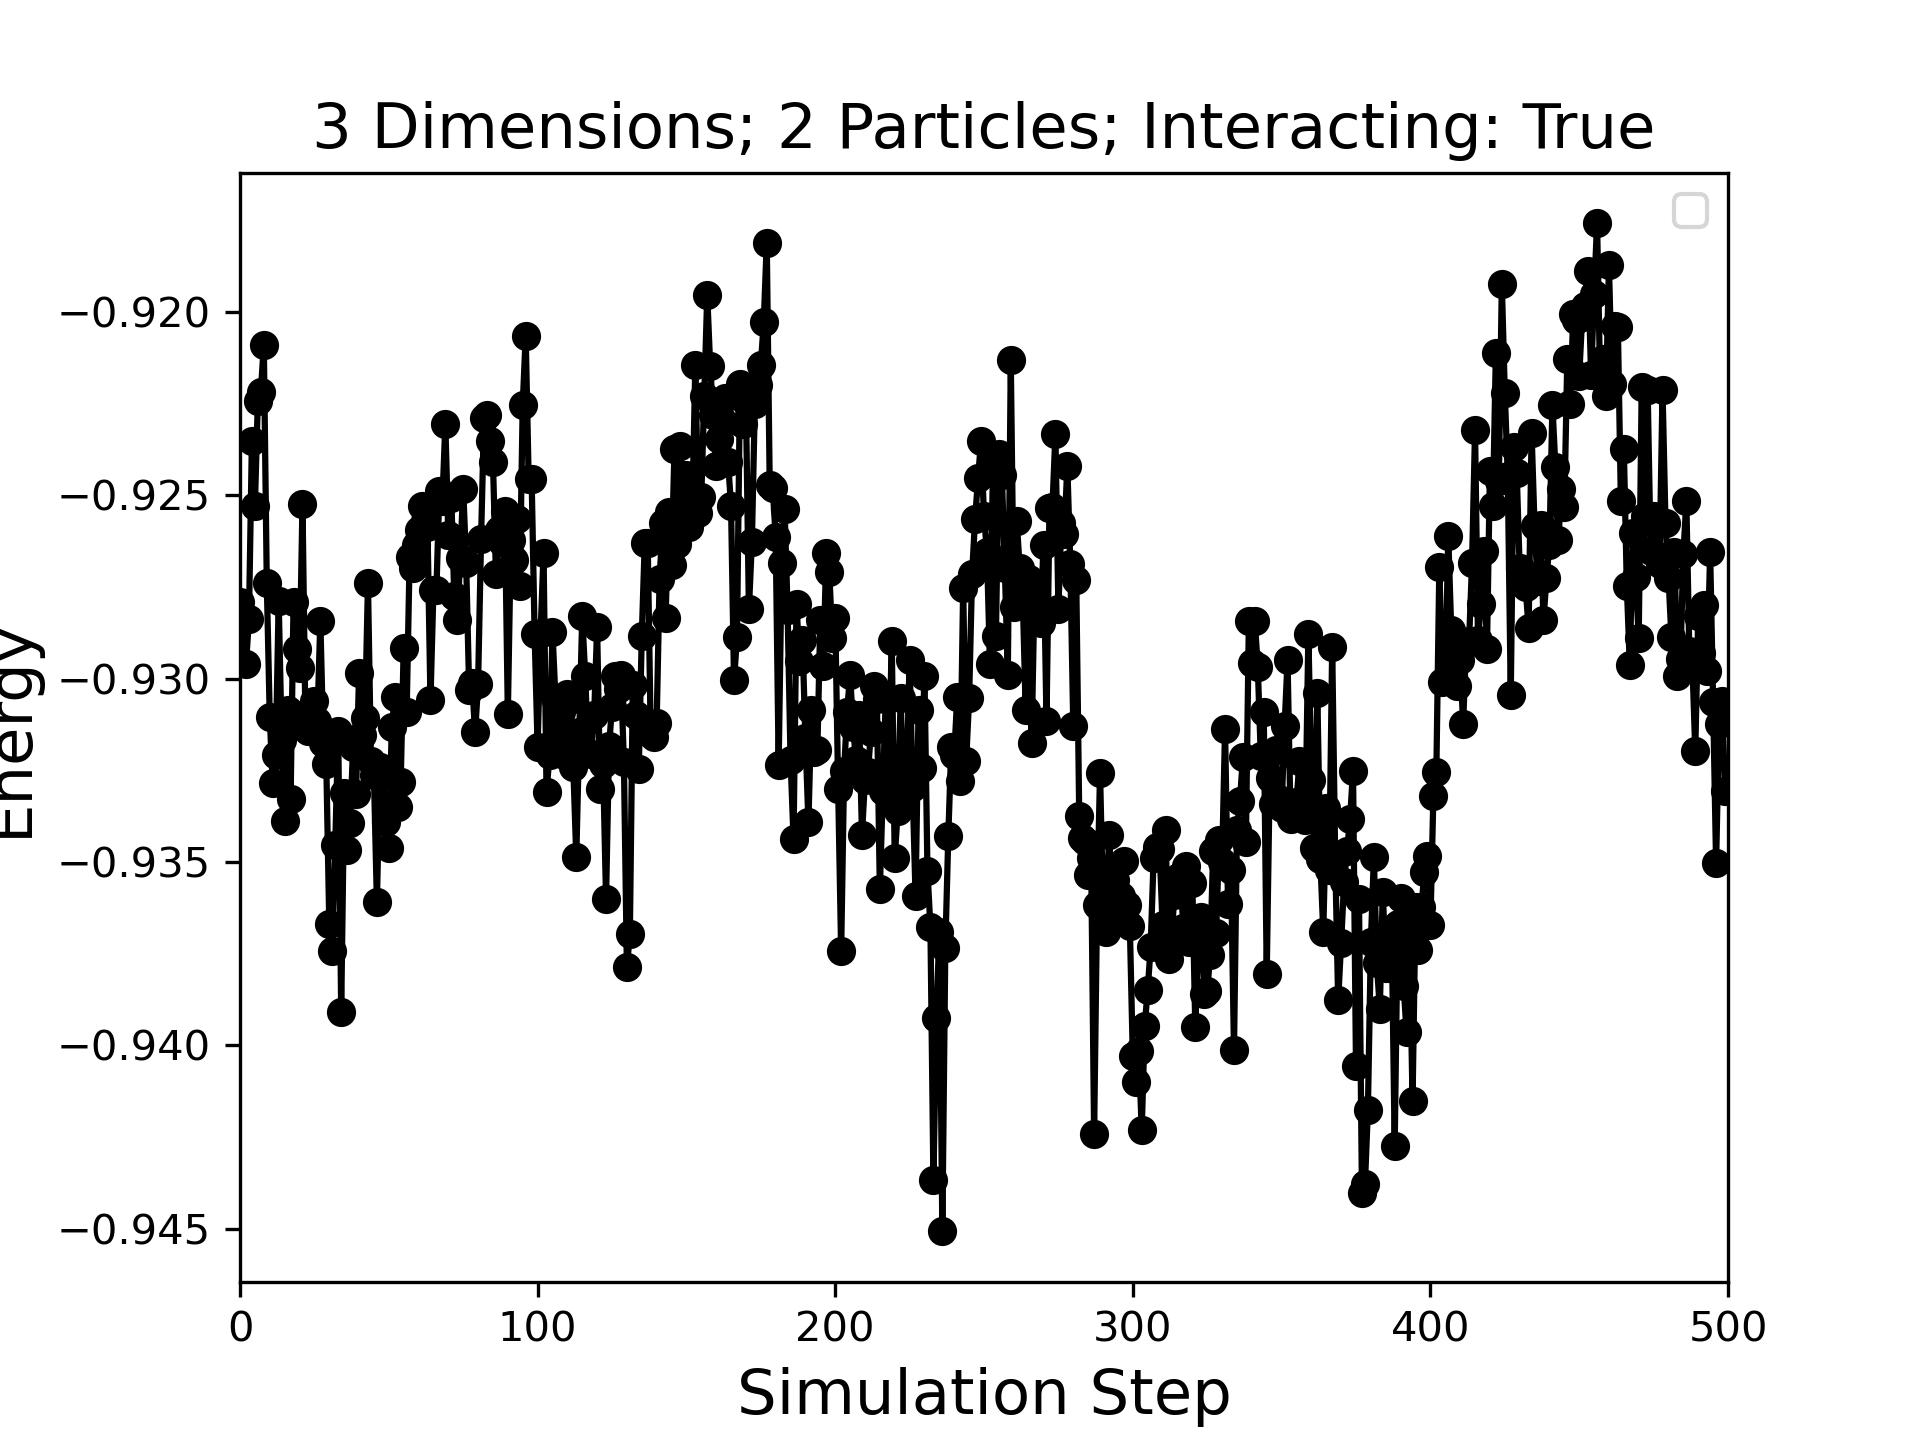 3 Dimensions; 2 Particles; Interacting: True
−0.920
−0.925
−0.930
−0.935
−0.940
−0.945
Energy
0 100 200 300 400 500
Simulation Step